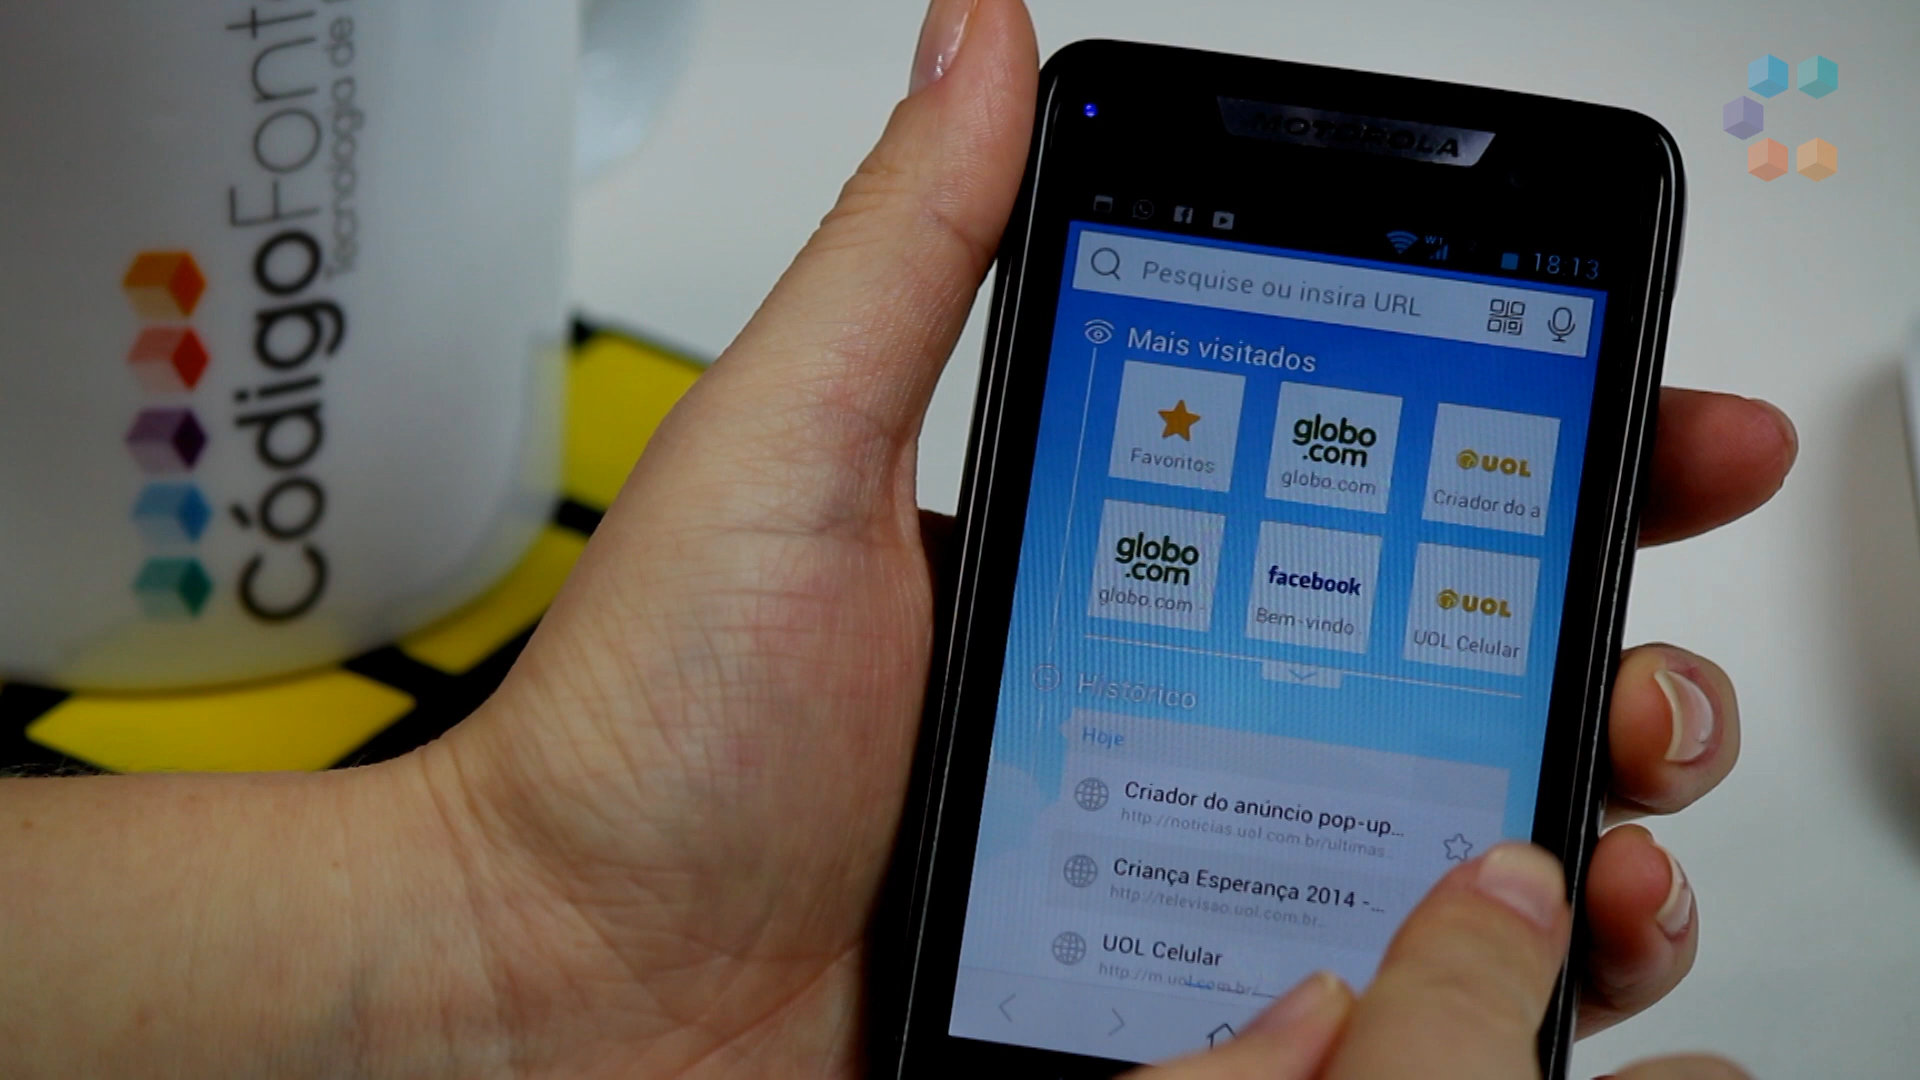 CódigoFont
Tecnologia de
MOTOROLA
18:13
Pesquise ou insira URL
Mais visitados
Favoritos
globo
.com
globo.com
UOL
Criador do a
globo
.com
globo.com -
facebook
Bem-vindo
UOL
UOL Celular
Histórico
Hoje
Criador do anúncio pop-up...
http://noticias.uol.com.br/ultimas...
Criança Esperança 2014 -...
http://televisao.uol.com.br...
UOL Celular
http://m.uol.com.br/